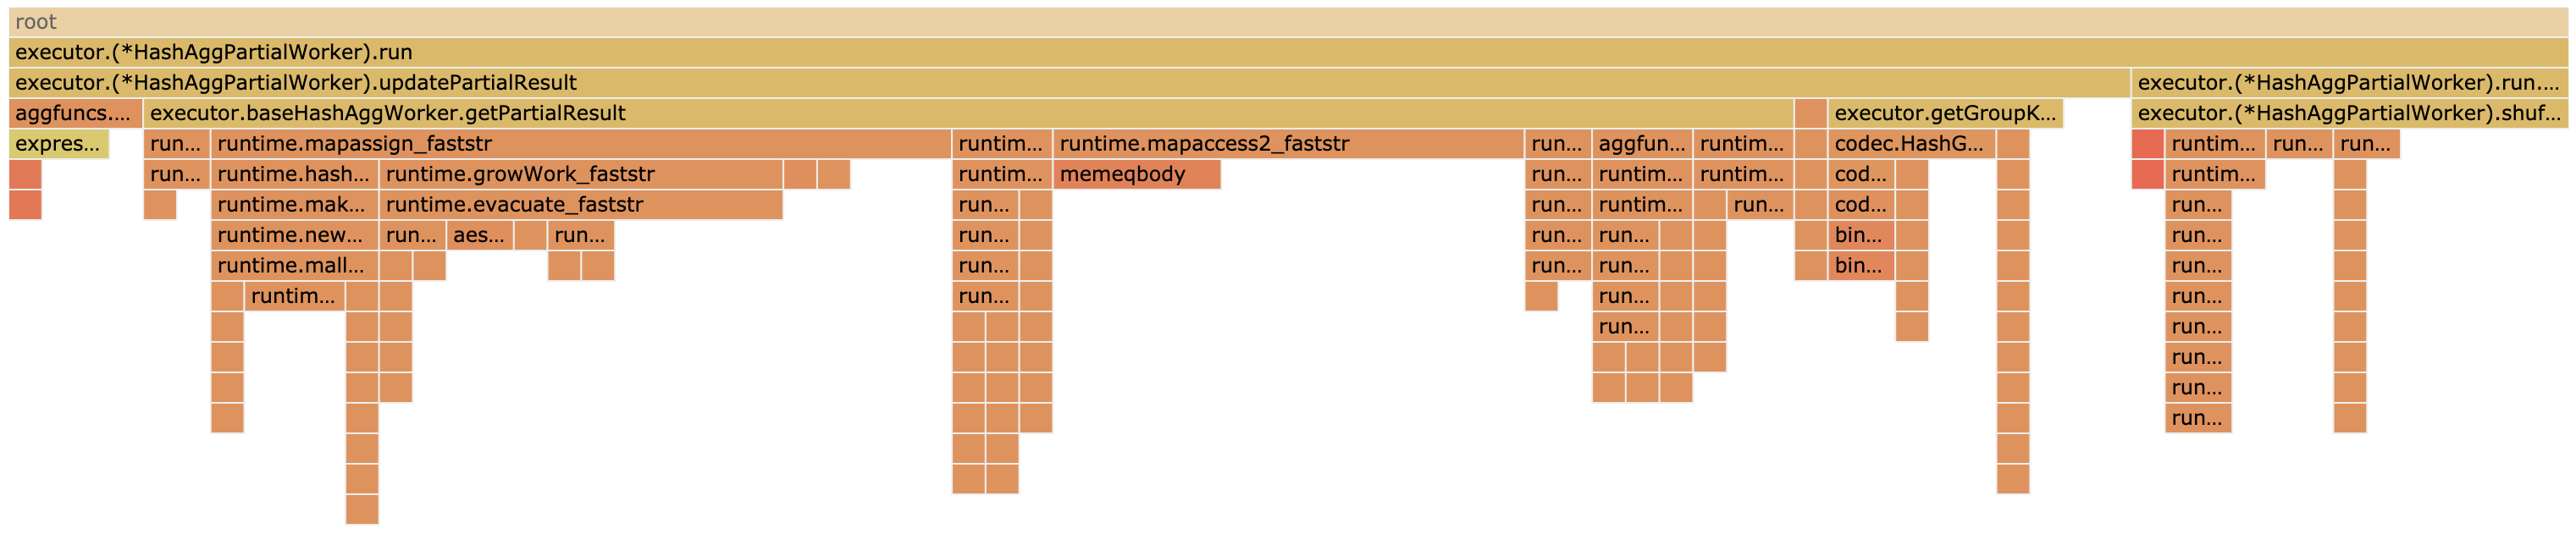 root
executor.(*HashAggPartialWorker).run
executor.(*HashAggPartialWorker).updatePartialResult executor.(*HashAggPartialWorker).run....
aggfuncs.... executor.baseHashAggWorker.getPartialResult executor.getGroupK... executor.(*HashAggPartialWorker).shuf...
expres... run... runtime.mapassign_faststr runtim... runtime.mapaccess2_faststr run... aggfun... runtim... codec.HashG... runtim... run... run...
run... runtime.hash... runtime.growWork_faststr runtim... memeqbody run... runtim... runtim... cod... runtim...
runtime.mak... runtime.evacuate_faststr run... run... runtim... run... cod... run...
runtime.new... run... aes... run... run... run... run... bin... run...
runtime.mall... run... run... run... bin... run...
runtim... run... run... run...
run... run...
run...
run...
run...